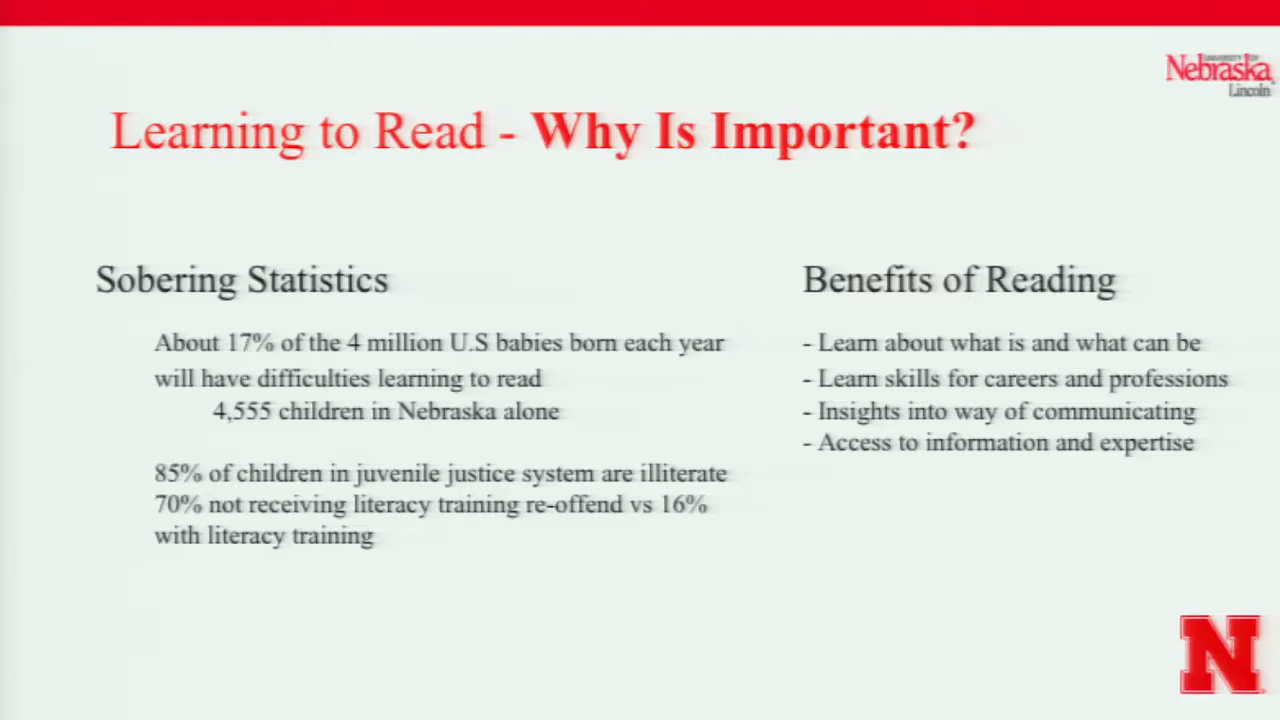 UNIVERSITY OF
Nebraska
Lincoln
Learning to Read - Why Is Important?
Sobering Statistics
About 17% of the 4 million U.S babies born each year
will have difficulties learning to read
4,555 children in Nebraska alone
85% of children in juvenile justice system are illiterate
70% not receiving literacy training re-offend vs 16%
with literacy training
Benefits of Reading
- Learn about what is and what can be
- Learn skills for careers and professions
- Insights into way of communicating
- Access to information and expertise
N